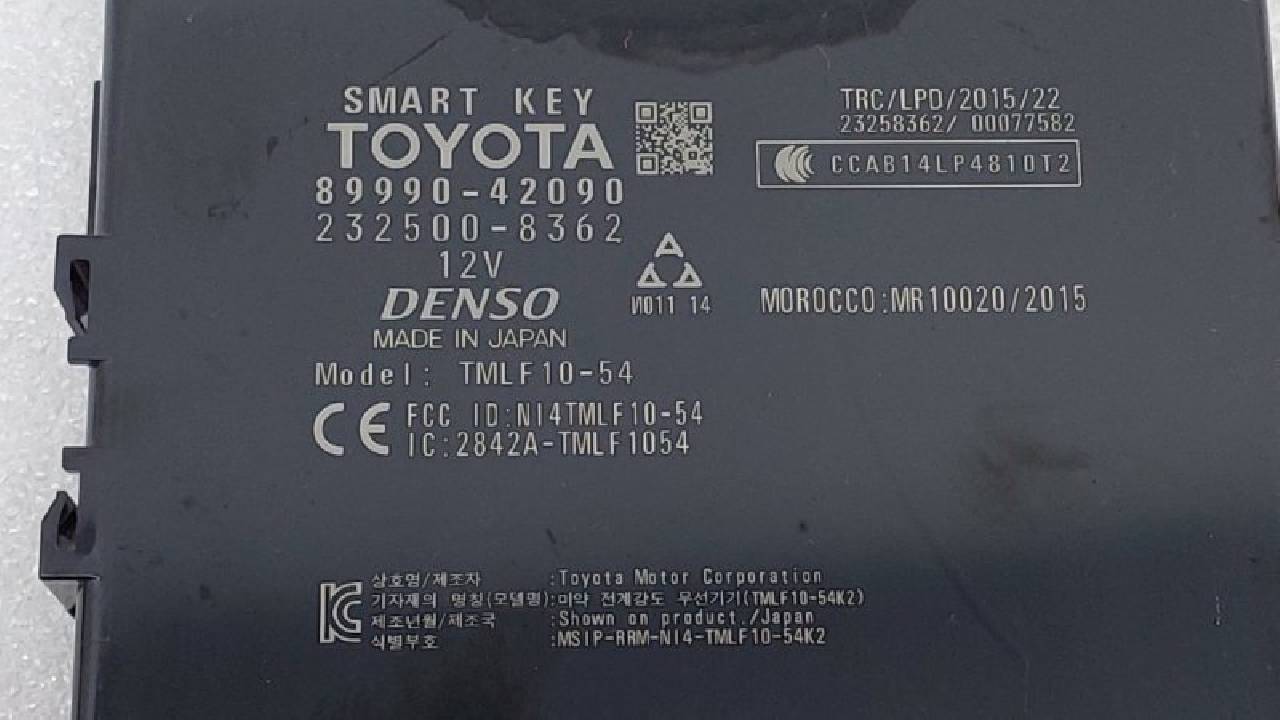 SMART KEY
TOYOTA
89990-42090
232500-8362
12V
DENSO
MADE IN JAPAN
Model: TMLF10-54
CE FCC ID:NI4TMLF10-54
IC:2842A-TMLF1054
A
N011 14
TRC/LPD/2015/22
23258362/ 00077582
CCAB14LP4810T2
MOROCCO:MR10020/2015
상호명/제조자 :Toyota Motor Corporation
기자재의 명칭(모델명):미약 전계강도 무선기기(TMLF10-54K2)
제조년월/제조국 :Shown on product./Japan
식별부호 :MSIP-RRM-NI4-TMLF10-54K2